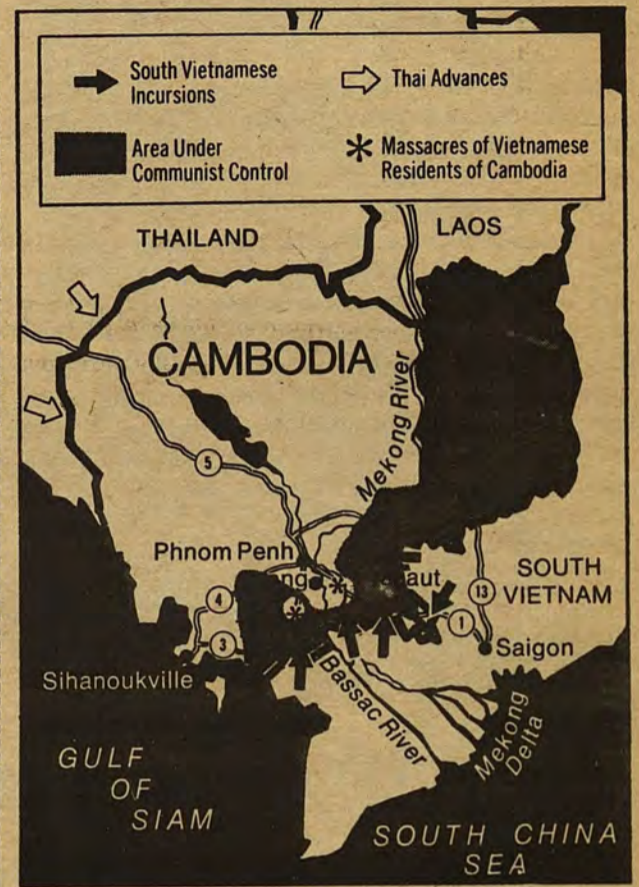 South Vietnamese
Incursions
Thai Advances
Area Under
Communist Control
Massacres of Vietnamese
Residents of Cambodia
THAILAND
LAOS
CAMBODIA
Mekong River
5
Phnom Penh
4
3
13
SOUTH
VIETNAM
1
Saigon
Sihanoukville
Bassac River
Mekong
Delta
GULF
OF
SIAM
SOUTH CHINA
SEA